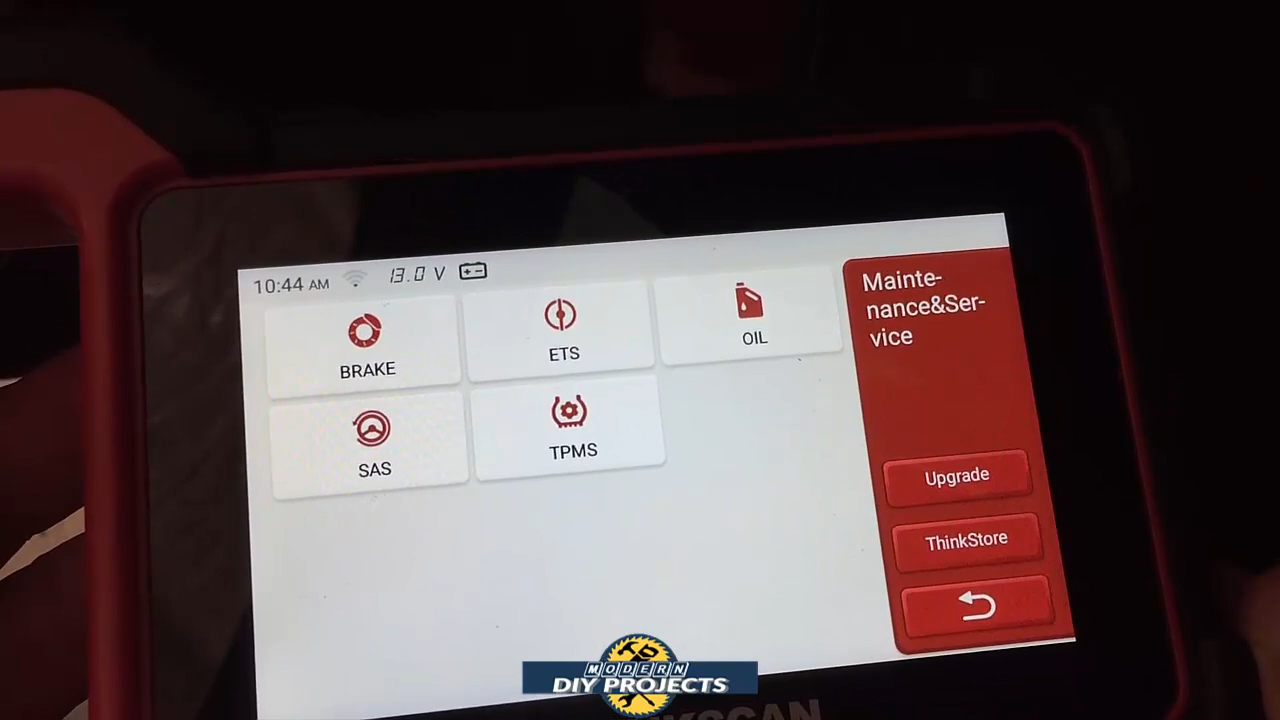 10:44 AM 13.0 V
BRAKE
ETS
OIL
SAS
TPMS
Mainte-
nance&Ser-
vice
Upgrade
ThinkStore
MODERN
DIY PROJECTS